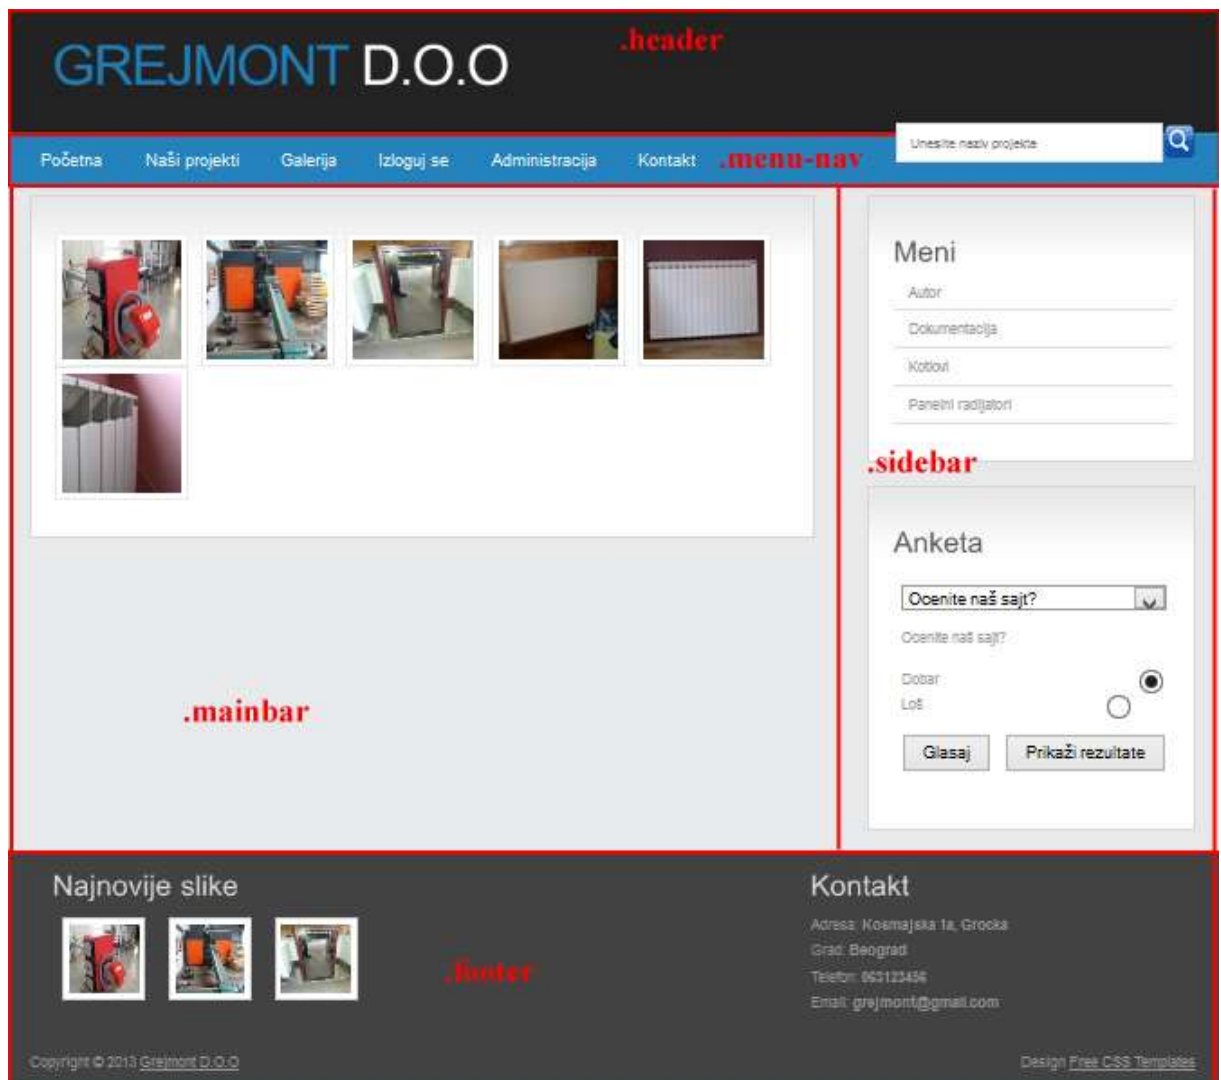 GREJMONT D.O.O
.header
Početna Naši projekti Galerija Izloguj se Administracija Kontakt .menu-nav
Unesite naziv projekta
Meni
Autor
Dokumentacija
Kotlovi
Panelni radijatori
.sidebar
Anketa
Ocenite naš sajt?
Ocenite naš sajt?
Dobar
Loš
Glasaj Prikaži rezultate
.mainbar
Najnovije slike
.footer
Kontakt
Adresa: Kosmajska 1a, Grocka
Grad: Beograd
Telefon: 063123456
Email: grejmont@gmail.com
Copyright © 2013 Grejmont D.O.O
Design Free CSS Templates